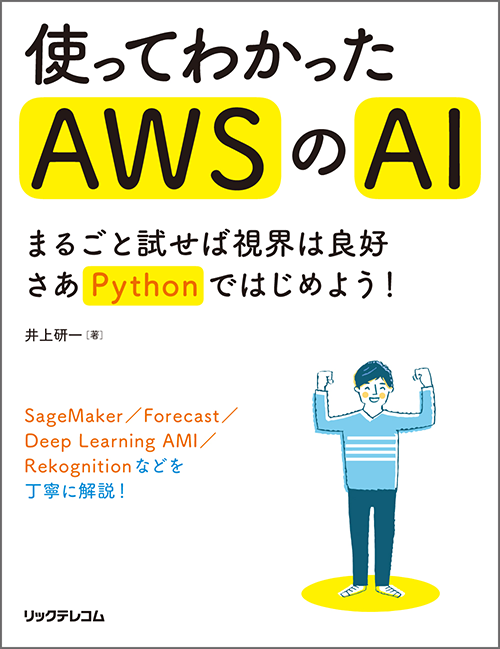 使ってわかった
AWSのAI
まるごと試せば視界は良好
さあPythonではじめよう!
井上研一[著]
SageMaker/Forecast/
Deep Learning AMI/
Rekognitionなどを
丁寧に解説!
リックテレコム